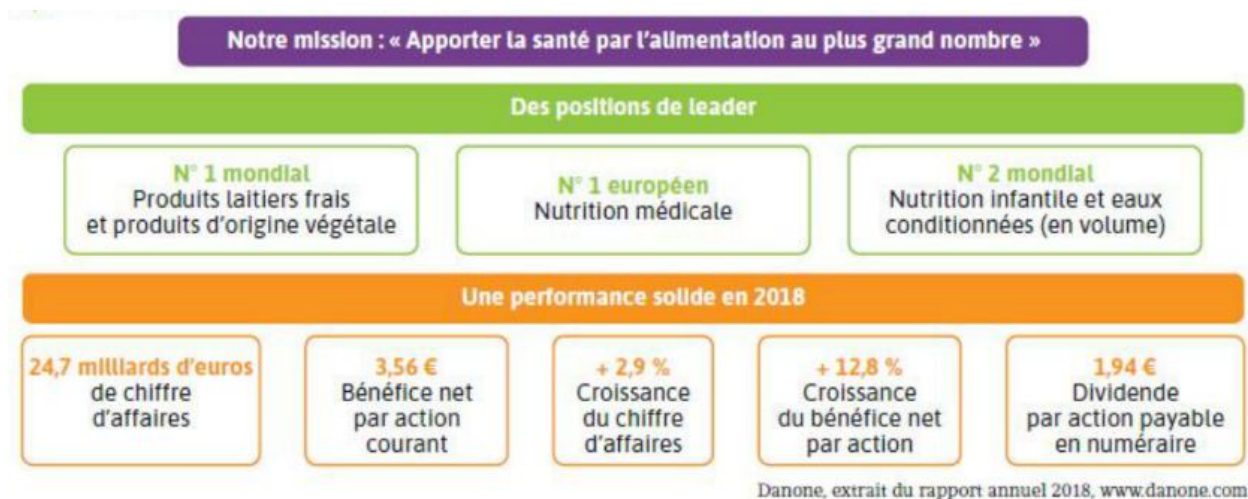 Notre mission : « Apporter la santé par l'alimentation au plus grand nombre »
Des positions de leader
N° 1 mondial
Produits laitiers frais
et produits d'origine végétale
N° 1 européen
Nutrition médicale
N° 2 mondial
Nutrition infantile et eaux
conditionnées (en volume)
Une performance solide en 2018
24,7 milliards d'euros
de chiffre
d'affaires
3,56 €
Bénéfice net
par action
courant
+ 2,9 %
Croissance
du chiffre
d'affaires
+ 12,8 %
Croissance
du bénéfice net
par action
1,94 €
Dividende
par action payable
en numéraire
Danone, extrait du rapport annuel 2018, www.danone.com